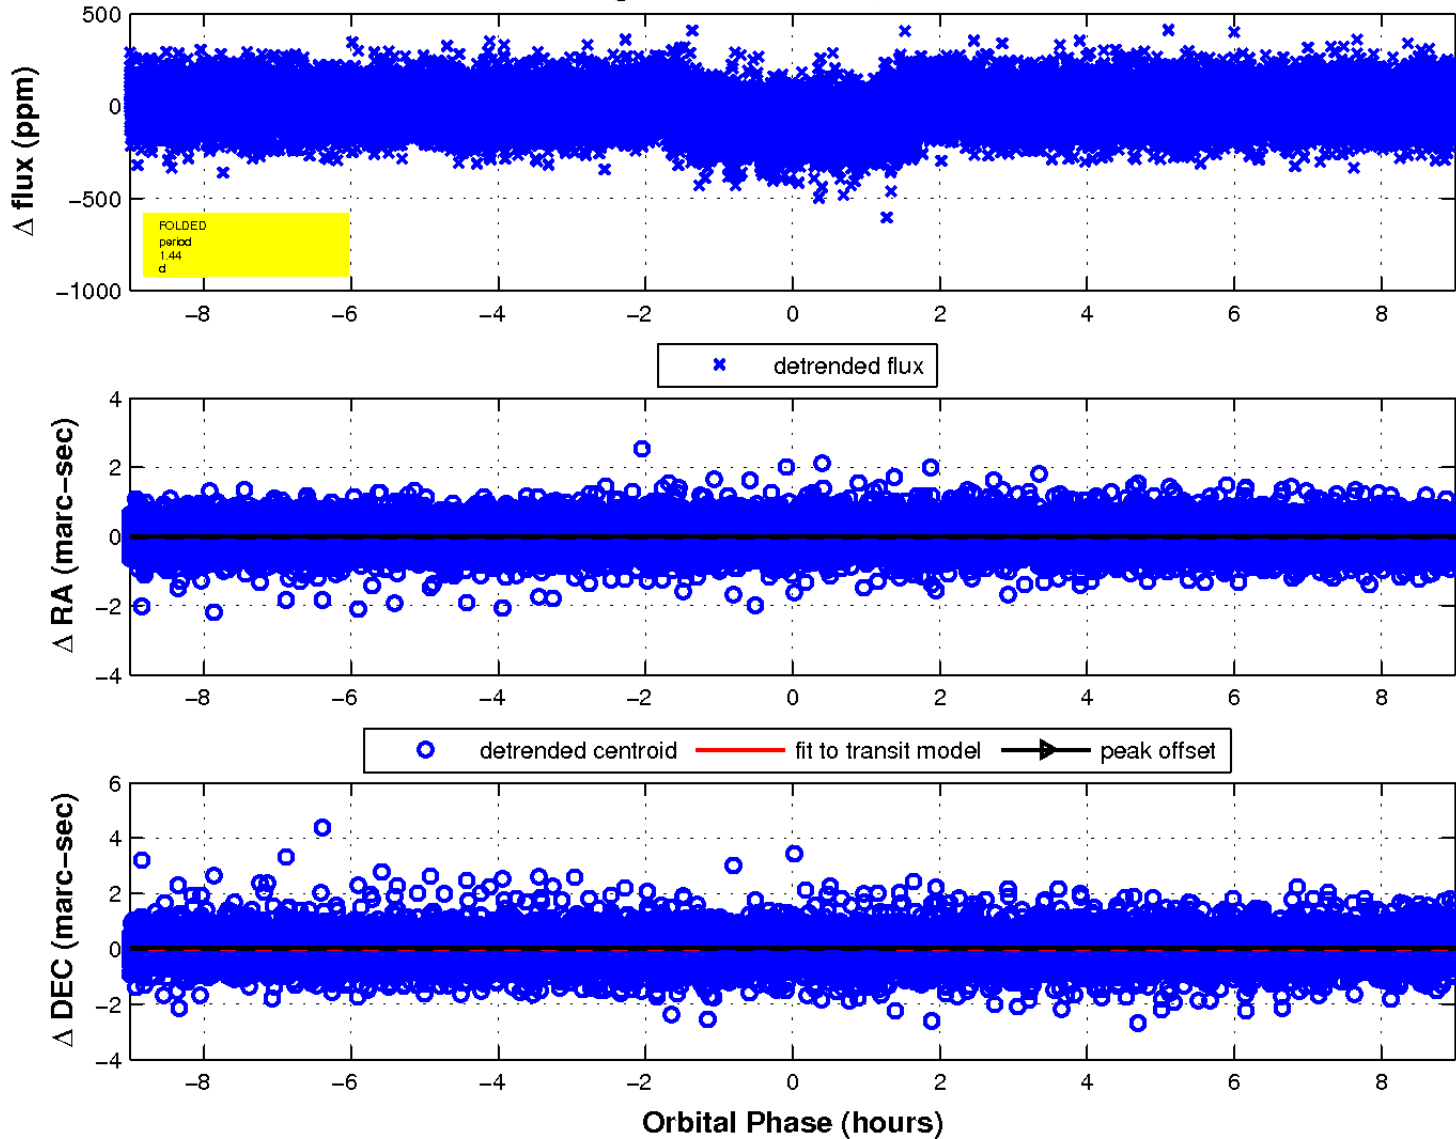 500
0
−500
−1000
Δ flux (ppm)
FOLDED
period
1.44
d
−8 −6 −4 −2 0 2 4 6 8
detrended flux
4
2
0
−2
−4
Δ RA (marc−sec)
−8 −6 −4 −2 0 2 4 6 8
detrended centroid fit to transit model peak offset
6
4
2
0
−2
−4
Δ DEC (marc−sec)
−8 −6 −4 −2 0 2 4 6 8
Orbital Phase (hours)